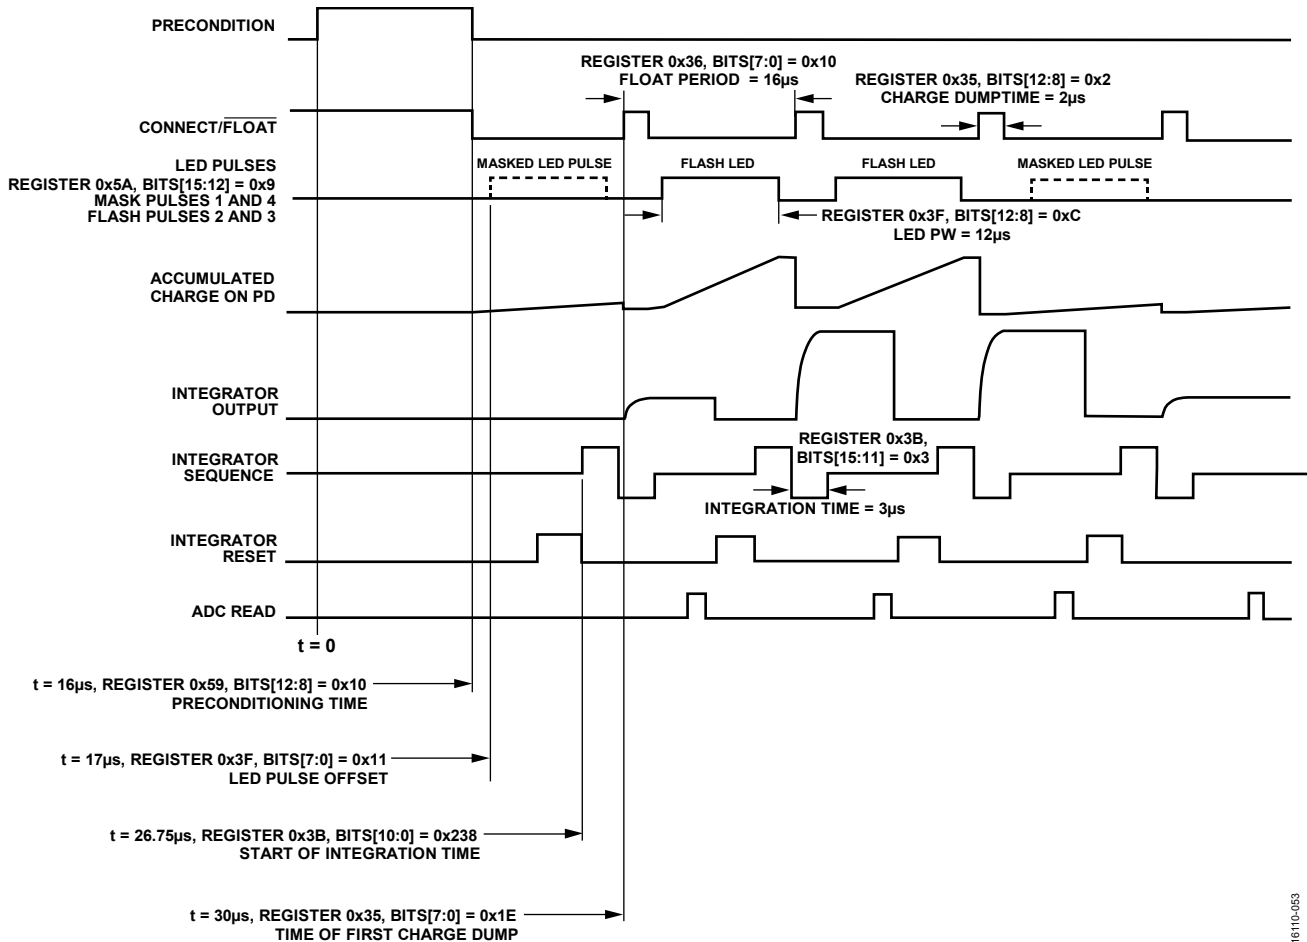 PRECONDITION
REGISTER 0x36, BITS[7:0] = 0x10
FLOAT PERIOD = 16µs
REGISTER 0x35, BITS[12:8] = 0x2
CHARGE DUMPTIME = 2µs
CONNECT/FLOAT
LED PULSES
REGISTER 0x5A, BITS[15:12] = 0x9
MASK PULSES 1 AND 4
FLASH PULSES 2 AND 3
MASKED LED PULSE
FLASH LED
FLASH LED
MASKED LED PULSE
REGISTER 0x3F, BITS[12:8] = 0xC
LED PW = 12µs
ACCUMULATED
CHARGE ON PD
INTEGRATOR
OUTPUT
REGISTER 0x3B,
BITS[15:11] = 0x3
INTEGRATOR
SEQUENCE
INTEGRATION TIME = 3µs
INTEGRATOR
RESET
ADC READ
t = 0
t = 16µs, REGISTER 0x59, BITS[12:8] = 0x10
PRECONDITIONING TIME
t = 17µs, REGISTER 0x3F, BITS[7:0] = 0x11
LED PULSE OFFSET
t = 26.75µs, REGISTER 0x3B, BITS[10:0] = 0x238
START OF INTEGRATION TIME
t = 30µs, REGISTER 0x35, BITS[7:0] = 0x1E
TIME OF FIRST CHARGE DUMP
16110-053